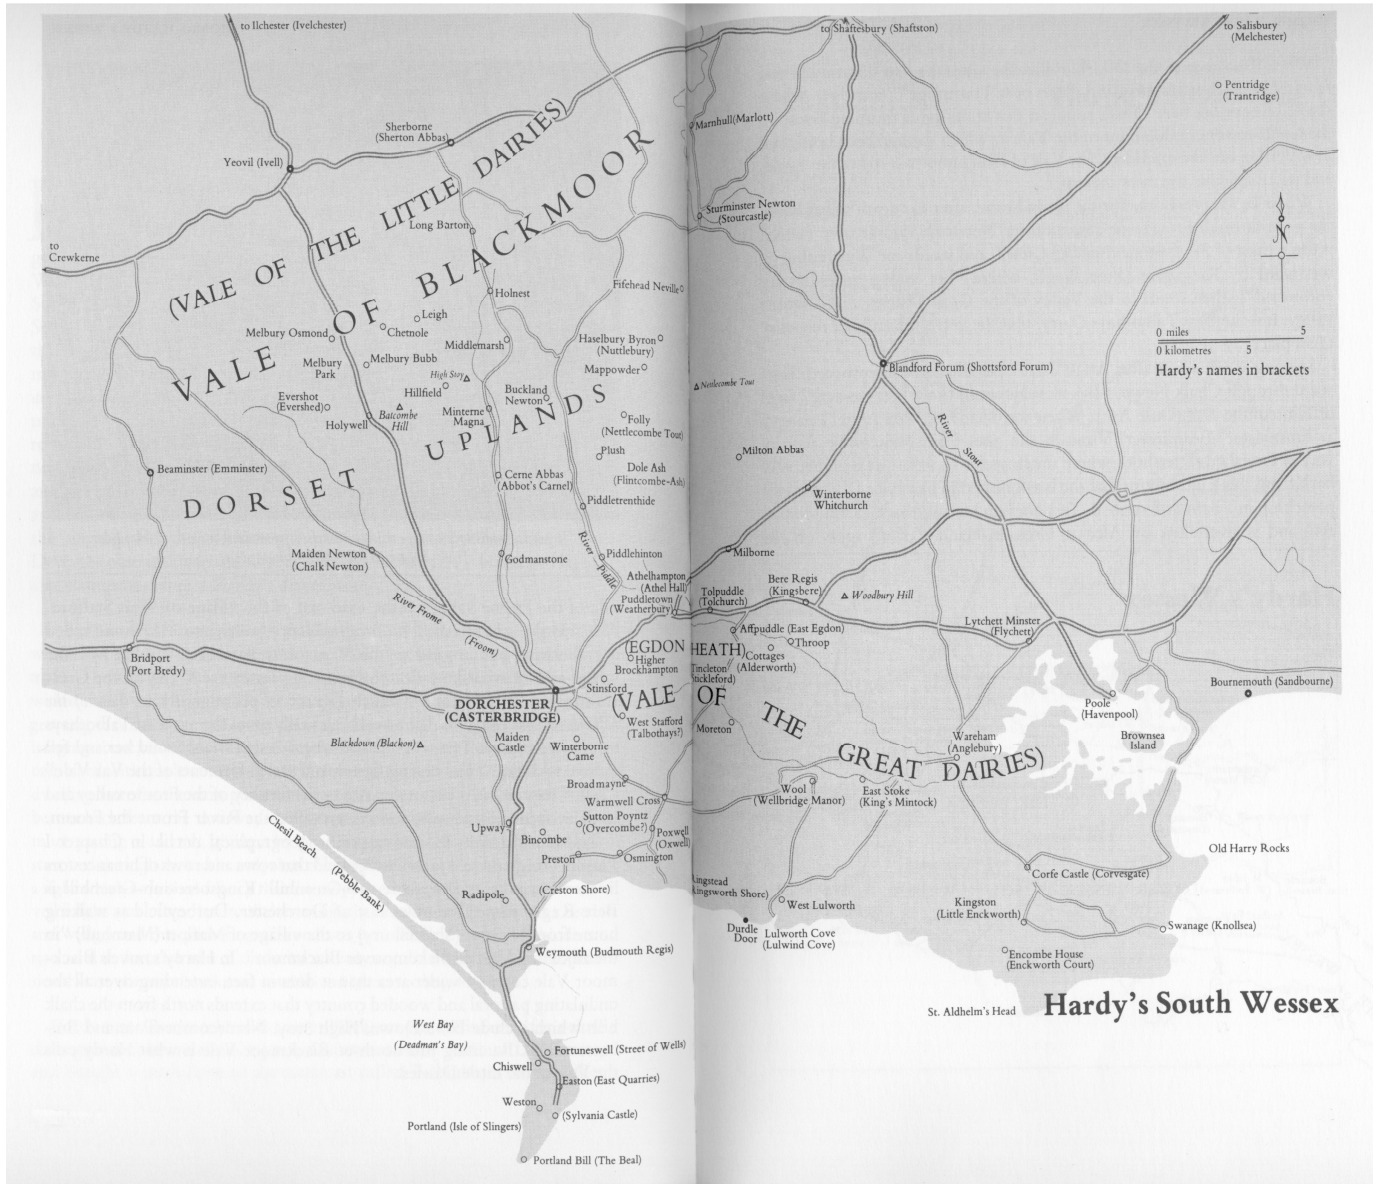 to Ilchester (Ivelchester)
to Shaftesbury (Shaftston)
to Salisbury
(Melchester)
Pentridge
(Trantridge)
Marnhull(Marlott)
Sherborne
(Sherton Abbas)
Yeovil (Ivell)
(VALE OF THE LITTLE DAIRIES)
VALE OF BLACKMOOR
Sturminster Newton
(Stourcastle)
Long Barton
N
to
Crewkerne
Fifehead Neville
Holnest
Leigh
Chetnole
Melbury Osmond
Middlemarsh
Haselbury Byron
(Nuttlebury)
0 miles 5
0 kilometres 5
Hardy's names in brackets
Melbury
Park
Melbury Bubb
Mappowder
Blandford Forum (Shottsford Forum)
High Stoy
Hillfield
Nettlecombe Tout
Buckland
Newton
Evershot
(Evershed)
Batcombe
Hill
Holywell
Minterne
Magna
Folly
(Nettlecombe Tout)
DORSET UPLANDS
River Stour
Plush
Milton Abbas
Dole Ash
(Flintcombe-Ash)
Beaminster (Emminster)
Cerne Abbas
(Abbot's Carnel)
Piddletrenthide
Winterborne
Whitchurch
Maiden Newton
(Chalk Newton)
Godmanstone
River Piddle
Piddlehinton
Milborne
Athelhampton
(Athel Hall)
Puddletown
(Weatherbury)
Tolpuddle
(Tolchurch)
Bere Regis
(Kingsbere)
Woodbury Hill
River Frome
(Froom)
Affpuddle (East Egdon)
Throop
Lytchett Minster
(Flychett)
(EGDON HEATH)
Cottages
(Alderworth)
Higher
Brockhampton
Tincleton
Bridport
(Port Bredy)
Stinsford
Bournemouth (Sandbourne)
DORCHESTER
(CASTERBRIDGE)
(VALE OF THE GREAT DAIRIES)
West Stafford
(Talbothays?)
Moreton
Poole
(Havenpool)
Brownsea
Island
Wareham
(Anglebury)
Blackdown (Blackon)
Maiden
Castle
Winterborne
Came
Broadmayne
Warmwell Cross
Wool
(Wellbridge Manor)
East Stoke
(King's Mintock)
Chesil Beach
(Pebble Bank)
Upway
Bincombe
Sutton Poyntz
(Overcombe?)
Poxwell
(Oxwell)
Preston
Osmington
Old Harry Rocks
Corfe Castle (Corvesgate)
Radipole
(Creston Shore)
West Lulworth
Kingston
(Little Enckworth)
Durdle
Door
Lulworth Cove
(Lulwind Cove)
Swanage (Knollsea)
Weymouth (Budmouth Regis)
Encombe House
(Enckworth Court)
St. Aldhelm's Head
Hardy's South Wessex
West Bay
(Deadman's Bay)
Fortuneswell (Street of Wells)
Chiswell
Easton (East Quarries)
Weston
(Sylvania Castle)
Portland (Isle of Slingers)
Portland Bill (The Beal)